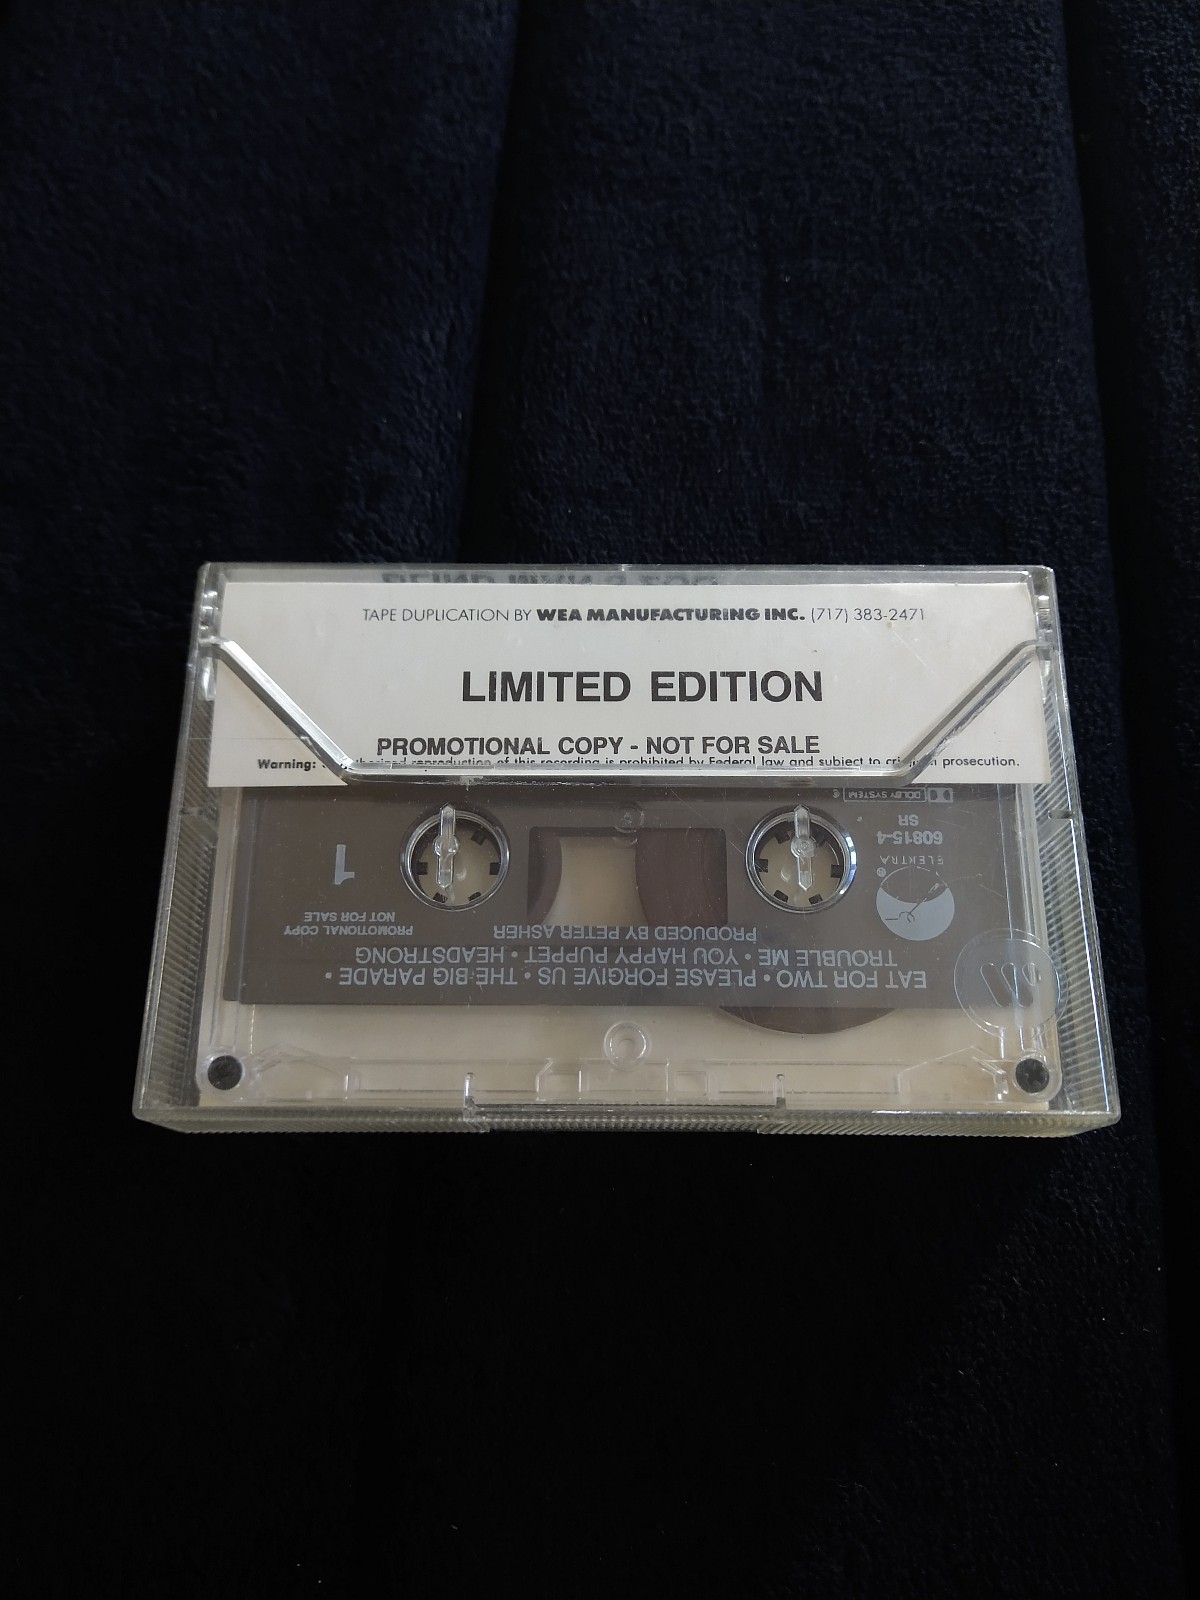 TAPE DUPLICATION BY WEA MANUFACTURING INC. (717) 383-2471
LIMITED EDITION
PROMOTIONAL COPY - NOT FOR SALE
Warning: reproduction of this recording is prohibited by Federal law and subject to prosecution.
EAT FOR TWO • PLEASE FORGIVE US • THE BIG PARADE •
TROUBLE ME • YOU HAPPY PUPPET • HEADSTRONG
PRODUCED BY PETER ASHER
PROMOTIONAL COPY
NOT FOR SALE
1
ELEKTRA
60815-4
SR
DOLBY SYSTEM